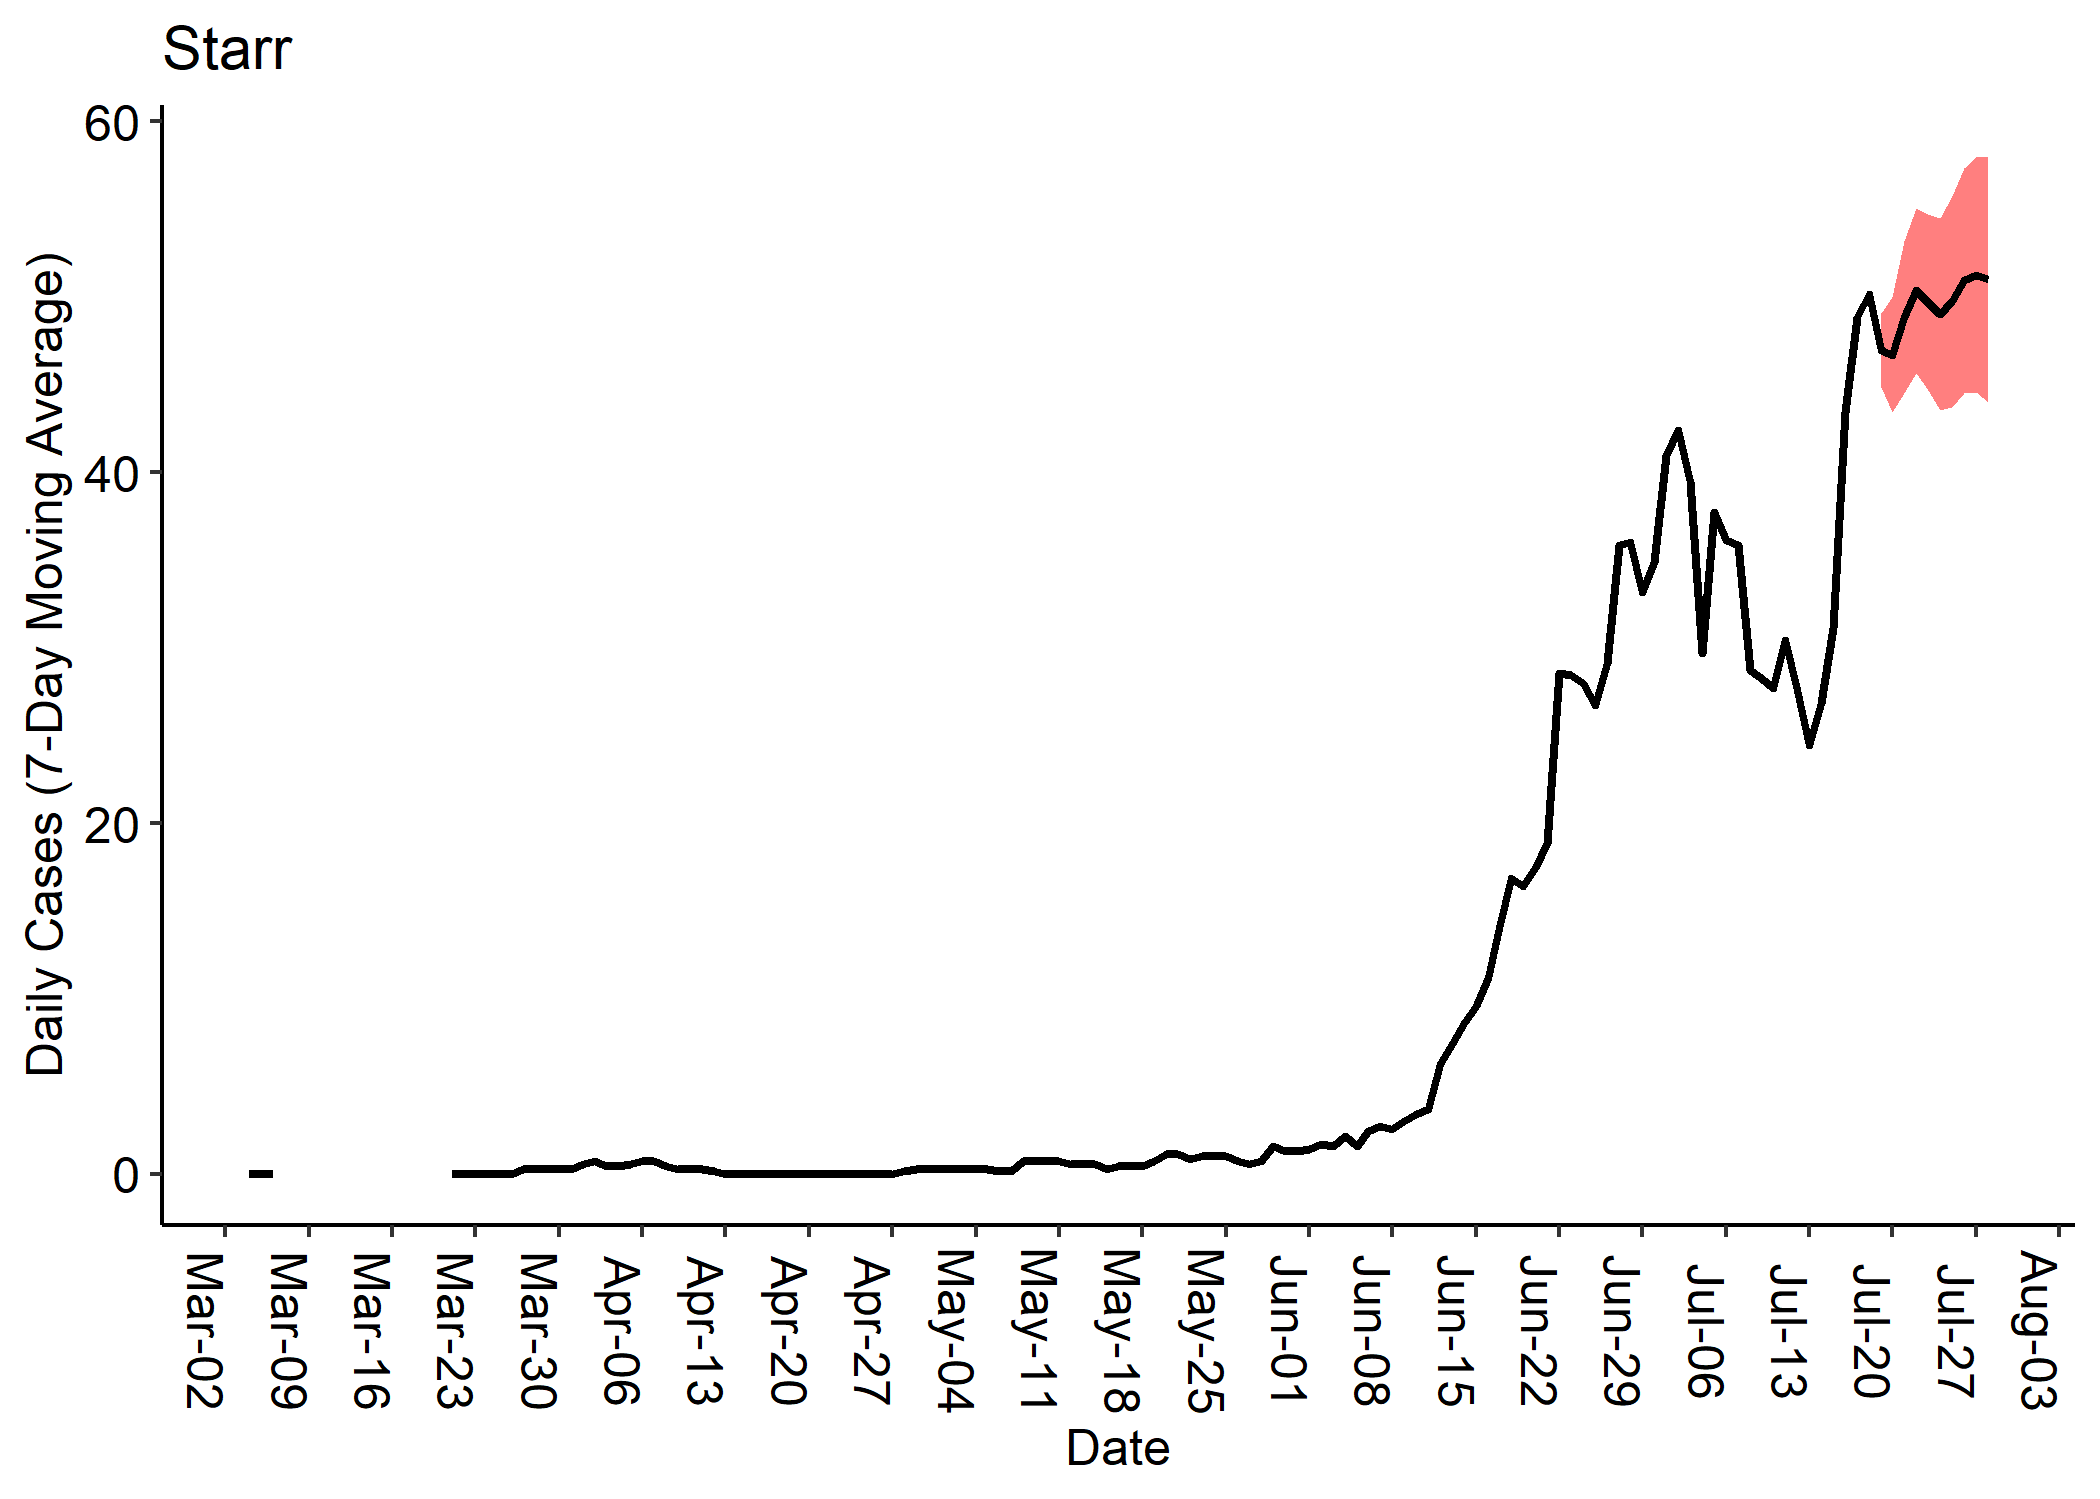 Starr
Daily Cases (7-Day Moving Average)
60
40
20
0
Mar-02
Mar-09
Mar-16
Mar-23
Mar-30
Apr-06
Apr-13
Apr-20
Apr-27
May-04
May-11
May-18
May-25
Jun-01
Jun-08
Jun-15
Jun-22
Jun-29
Jul-06
Jul-13
Jul-20
Jul-27
Aug-03
Date